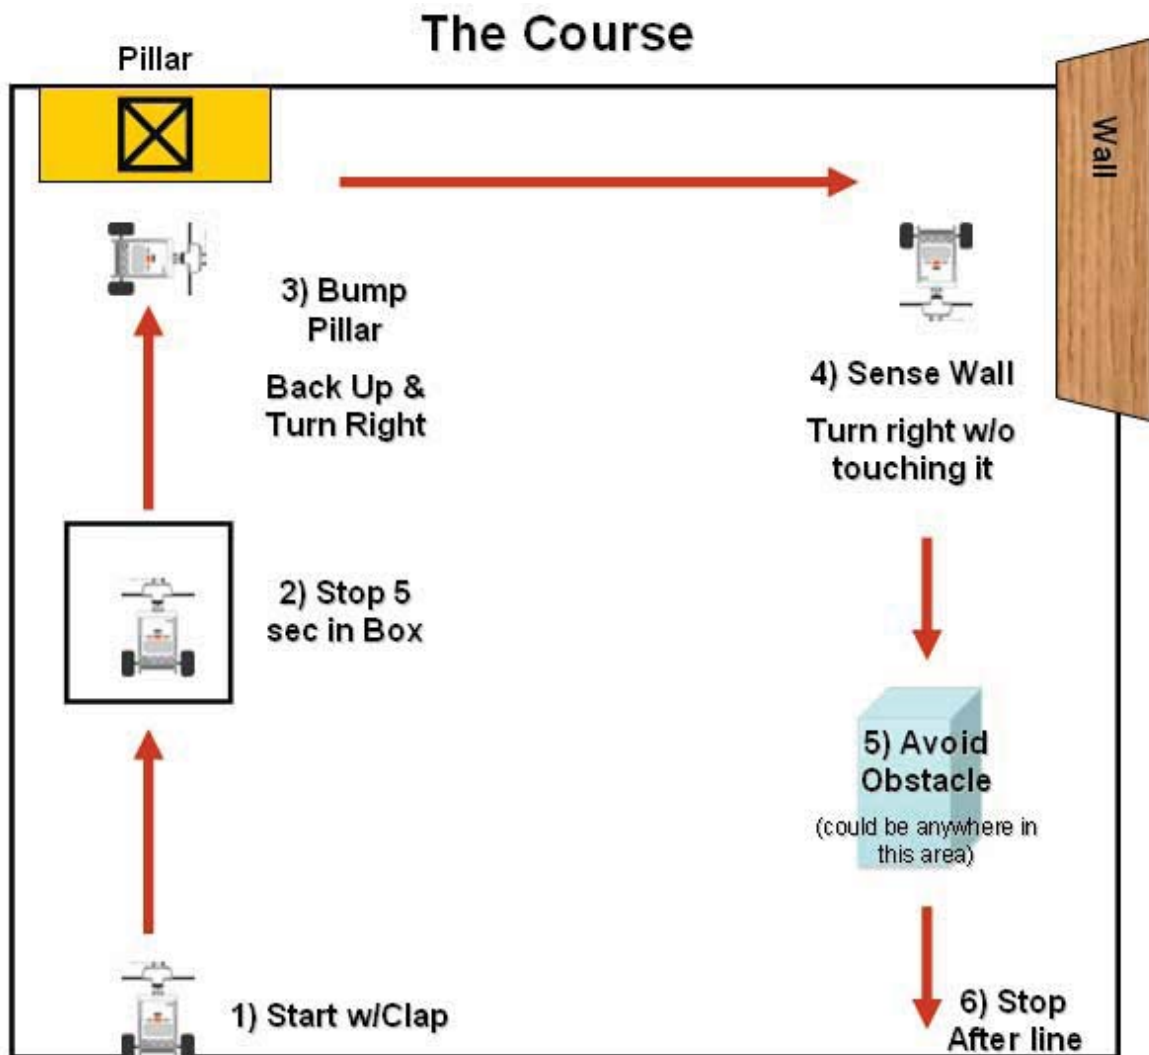 The Course
Pillar
Wall
3) Bump
Pillar
Back Up &
Turn Right
4) Sense Wall
Turn right w/o
touching it
2) Stop 5
sec in Box
5) Avoid
Obstacle
(could be anywhere in
this area)
1) Start w/Clap
6) Stop
After line